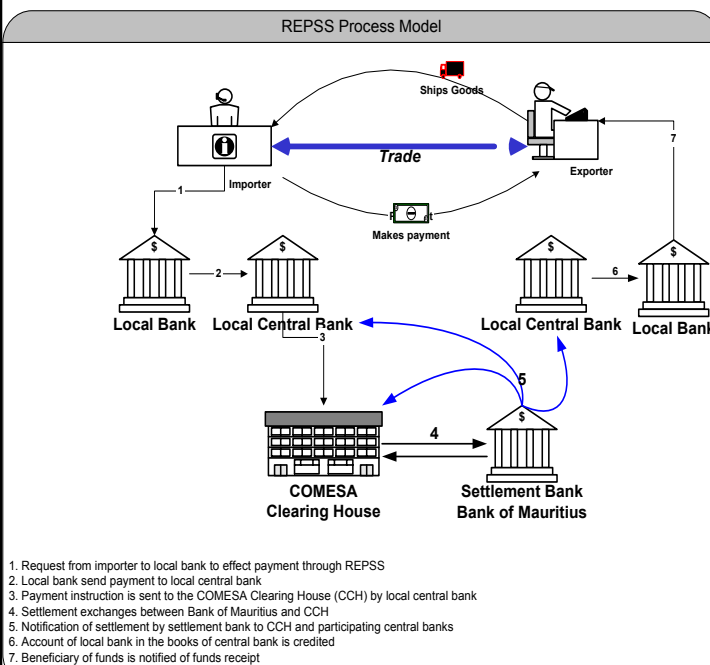 REPSS Process Model
Ships Goods
Trade
7
Importer
Exporter
1
Makes payment
$
$
$
$
2
6
Local Bank
Local Central Bank
Local Central Bank
Local Bank
3
5
$
4
COMESA
Clearing House
Settlement Bank
Bank of Mauritius
1. Request from importer to local bank to effect payment through REPSS
2. Local bank send payment to local central bank
3. Payment instruction is sent to the COMESA Clearing House (CCH) by local central bank
4. Settlement exchanges between Bank of Mauritius and CCH
5. Notification of settlement by settlement bank to CCH and participating central banks
6. Account of local bank in the books of central bank is credited
7. Beneficiary of funds is notified of funds receipt